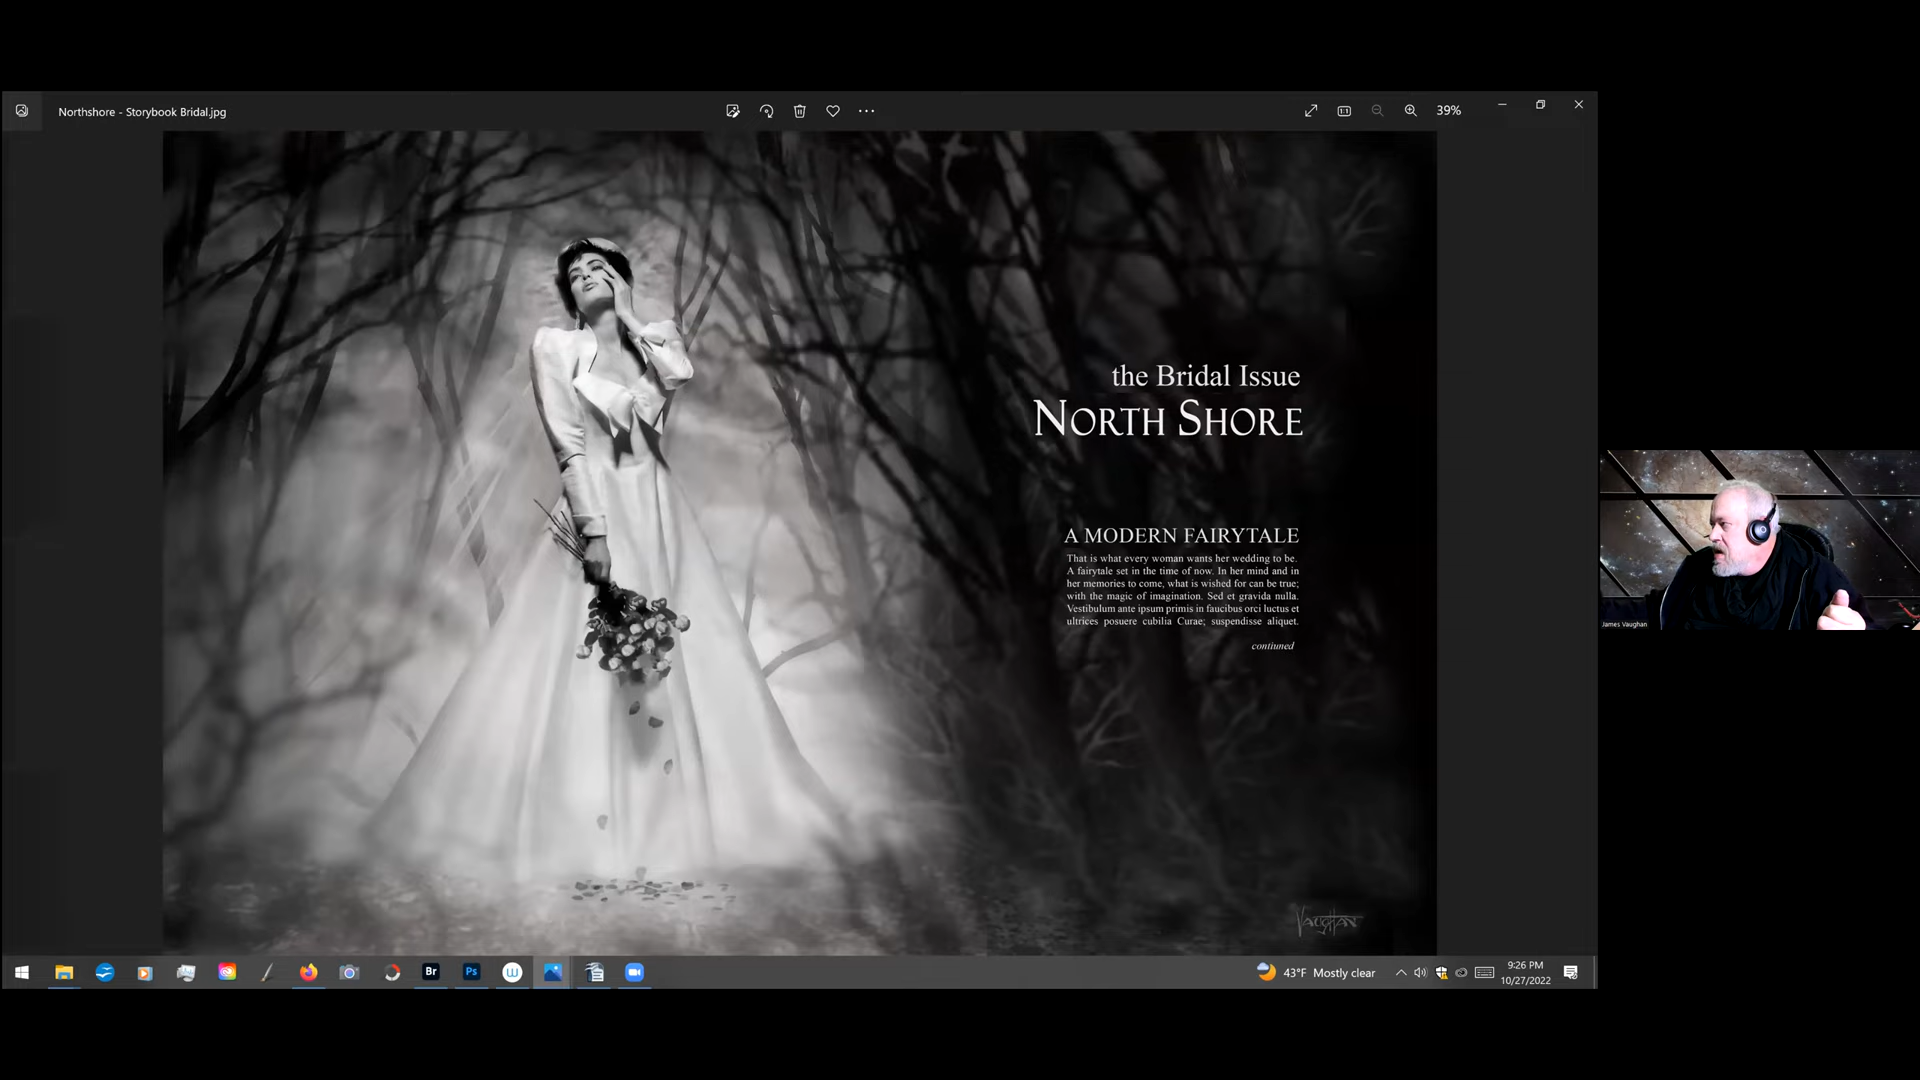 Northshore - Storybook Bridal.jpg
39%
the Bridal Issue
NORTH SHORE
A MODERN FAIRYTALE
That is what every woman wants her wedding to be.
A fairytale set in the time of now. In her mind and in
her memories to come, what is wished for can be true;
with the magic of imagination. Sed et gravida nulla.
Vestibulum ante ipsum primis in faucibus orci luctus et
ultrices posuere cubilia Curae; suspendisse aliquet.
contiuned
James Vaughan
Vaughan
Br
Ps
43°F Mostly clear
9:26 PM
10/27/2022